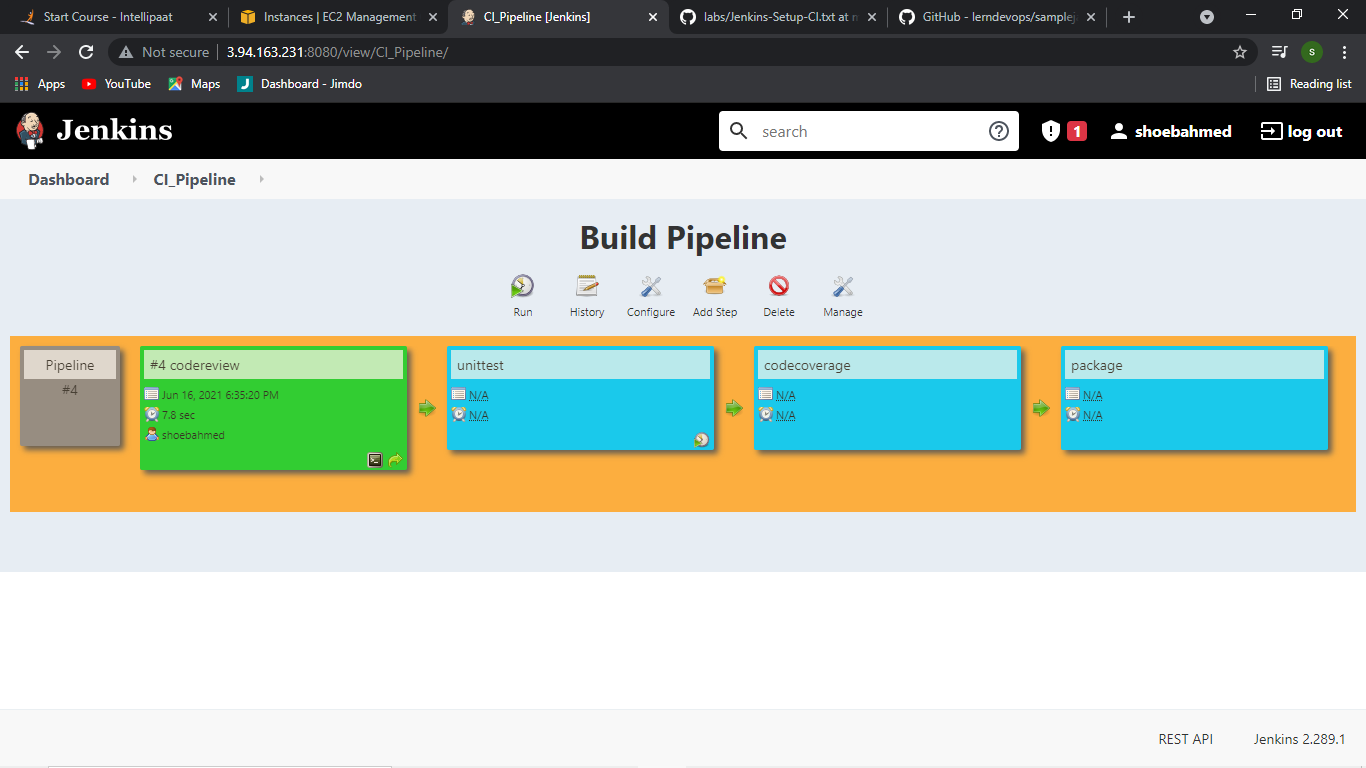 Start Course - Intellipaat
Instances | EC2 Management
CI_Pipeline [Jenkins]
labs/Jenkins-Setup-CI.txt at
GitHub - lerndevops/samplej
Not secure | 3.94.163.231:8080/view/CI_Pipeline/
S
Apps YouTube Maps Dashboard - Jimdo Reading list
Jenkins search 1 shoebahmed log out
Dashboard CI_Pipeline
Build Pipeline
Run History Configure Add Step Delete Manage
Pipeline
#4
#4 codereview
Jun 16, 2021 6:35:20 PM
7.8 sec
shoebahmed
unittest
N/A
N/A
codecoverage
N/A
N/A
package
N/A
N/A
REST API Jenkins 2.289.1